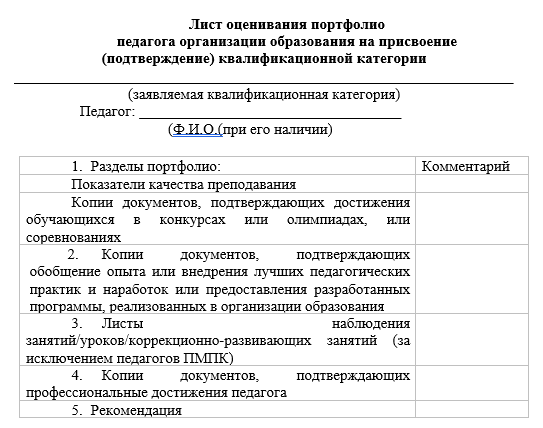 Лист оценивания портфолио
педагога организации образования на присвоение
(подтверждение) квалификационной категории
(заявляемая квалификационная категория)
Педагог:
(Ф.И.О.(при его наличии)
1. Разделы портфолио: Комментарий
Показатели качества преподавания
Копии документов, подтверждающих достижения
обучающихся в конкурсах или олимпиадах, или
соревнованиях
2. Копии документов, подтверждающих
обобщение опыта или внедрения лучших педагогических
практик и наработок или предоставления разработанных
программы, реализованных в организации образования
3. Листы наблюдения
занятий/уроков/коррекционно-развивающих занятий (за
исключением педагогов ПМПК)
4. Копии документов, подтверждающих
профессиональные достижения педагога
5. Рекомендация